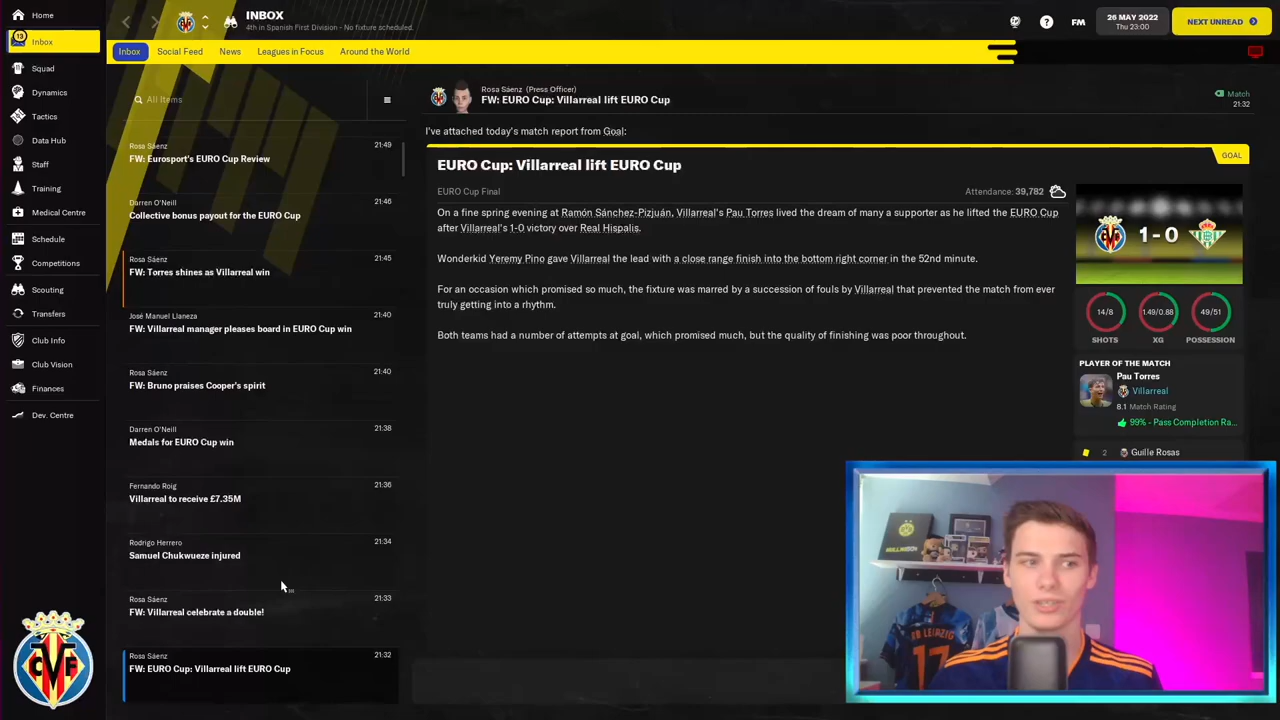 Home
13
Inbox
Squad
Dynamics
Tactics
Data Hub
Staff
Training
Medical Centre
Schedule
Competitions
Scouting
Transfers
Club Info
Club Vision
Finances
Dev. Centre
INBOX
4th in Spanish First Division - No fixture scheduled.
FM
26 MAY 2022
Thu 23:00
NEXT UNREAD
Inbox
Social Feed
News
Leagues in Focus
Around the World
All Items
Rosa Sáenz
21:49
FW: Eurosport's EURO Cup Review
Darren O'Neill
21:46
Collective bonus payout for the EURO Cup
Rosa Sáenz
21:45
FW: Torres shines as Villarreal win
José Manuel Llaneza
21:40
FW: Villarreal manager pleases board in EURO Cup win
Rosa Sáenz
21:40
FW: Bruno praises Cooper's spirit
Darren O'Neill
21:38
Medals for EURO Cup win
Fernando Roig
21:36
Villarreal to receive £7.35M
Rodrigo Herrero
21:34
Samuel Chukwueze injured
Rosa Sáenz
21:33
FW: Villarreal celebrate a double!
Rosa Sáenz
21:32
FW: EURO Cup: Villarreal lift EURO Cup
Rosa Sáenz (Press Officer)
FW: EURO Cup: Villarreal lift EURO Cup
Match
21:32
I've attached today's match report from Goal:
GOAL
EURO Cup: Villarreal lift EURO Cup
EURO Cup Final
Attendance: 39,782
On a fine spring evening at Ramón Sánchez-Pizjuán, Villarreal's Pau Torres lived the dream of many a supporter as he lifted the EURO Cup
after Villarreal's 1-0 victory over Real Hispalis.
Wonderkid Yeremy Pino gave Villarreal the lead with a close range finish into the bottom right corner in the 52nd minute.
For an occasion which promised so much, the fixture was marred by a succession of fouls by Villarreal that prevented the match from ever
truly getting into a rhythm.
Both teams had a number of attempts at goal, which promised much, but the quality of finishing was poor throughout.
1-0
14/8
1.49/0.88
49/51
SHOTS
XG
POSSESSION
PLAYER OF THE MATCH
Pau Torres
Villarreal
8.1 Match Rating
99% - Pass Completion Ra...
2
Guille Rosas
RB LEIPZIG
17